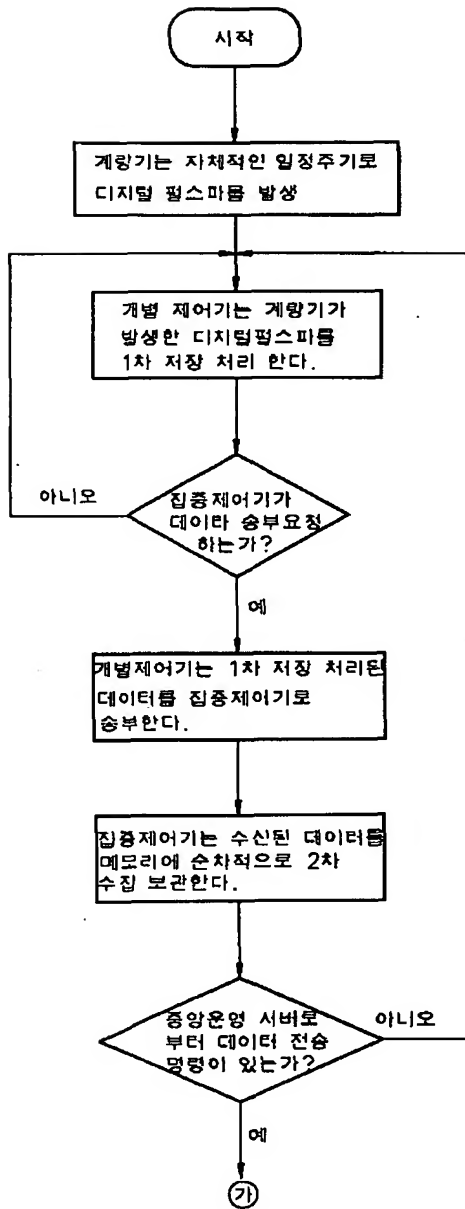 시작
계량기는 자체적인 일정주기로
디지털 펄스파를 발생
개별 제어기는 계량기가
발생한 디지털펄스파를
1차 저장 처리 한다.
아니오
집중제어기가
데이타 송부요청
하는가?
예
개별제어기는 1차 저장 처리된
데이터를 집중제어기로
송부한다.
집중제어기는 수신된 데이터를
메모리에 순차적으로 2차
수집 보관한다.
중앙운영 서버로
부터 데이터 전송
명령이 있는가?
아니오
예
가